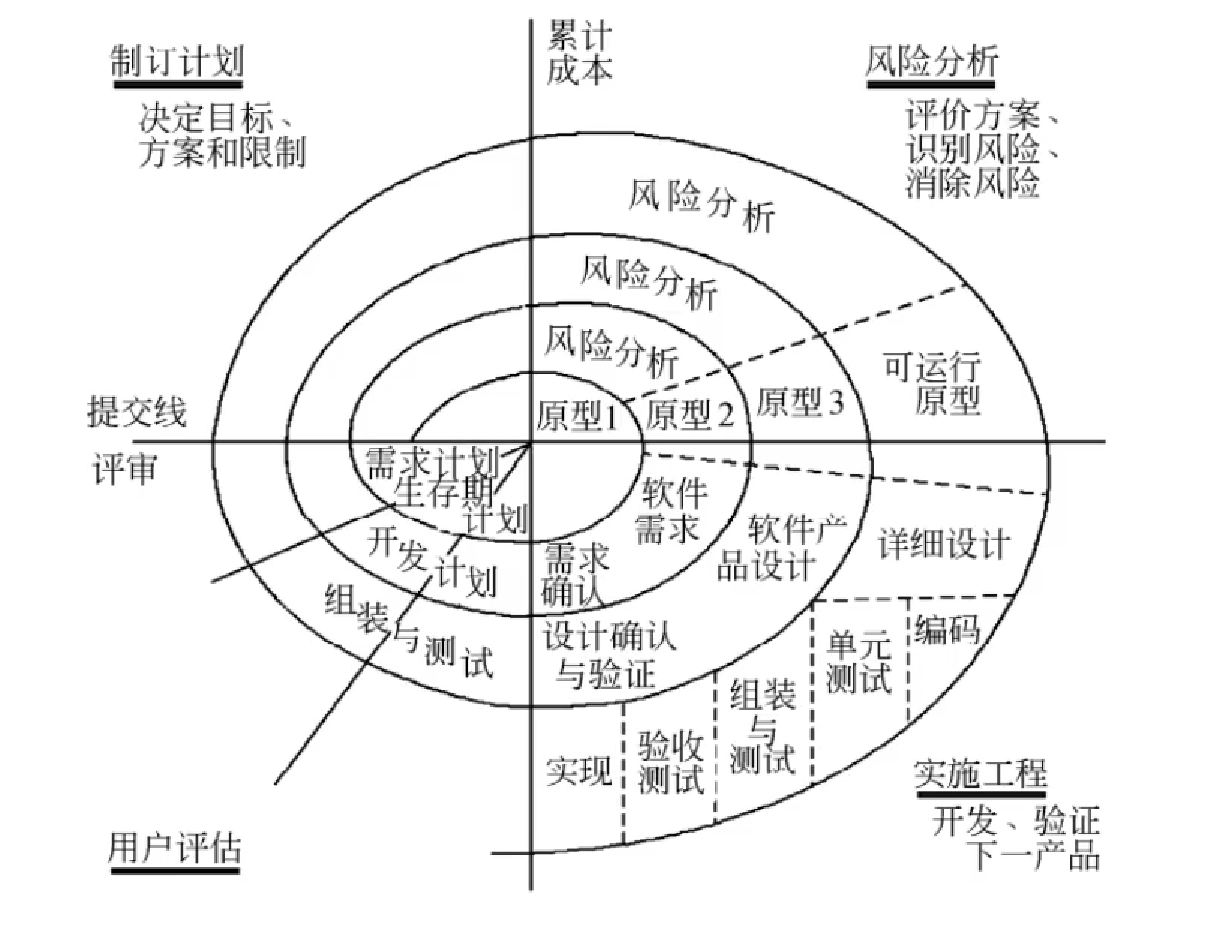 累计
成本
制订计划
决定目标、
方案和限制
风险分析
评价方案、
识别风险、
消除风险
风险分析
风险分析
风险分析
可运行
原型
原型1
原型2
原型3
提交线
评审
需求计划
生存期
计划
软件
需求
开发计划
需求
确认
软件产
品设计
详细设计
组装与测试
设计确认
与验证
单元
测试
编码
组装
与
测试
验收
测试
实现
实施工程
开发、验证
下一产品
用户评估